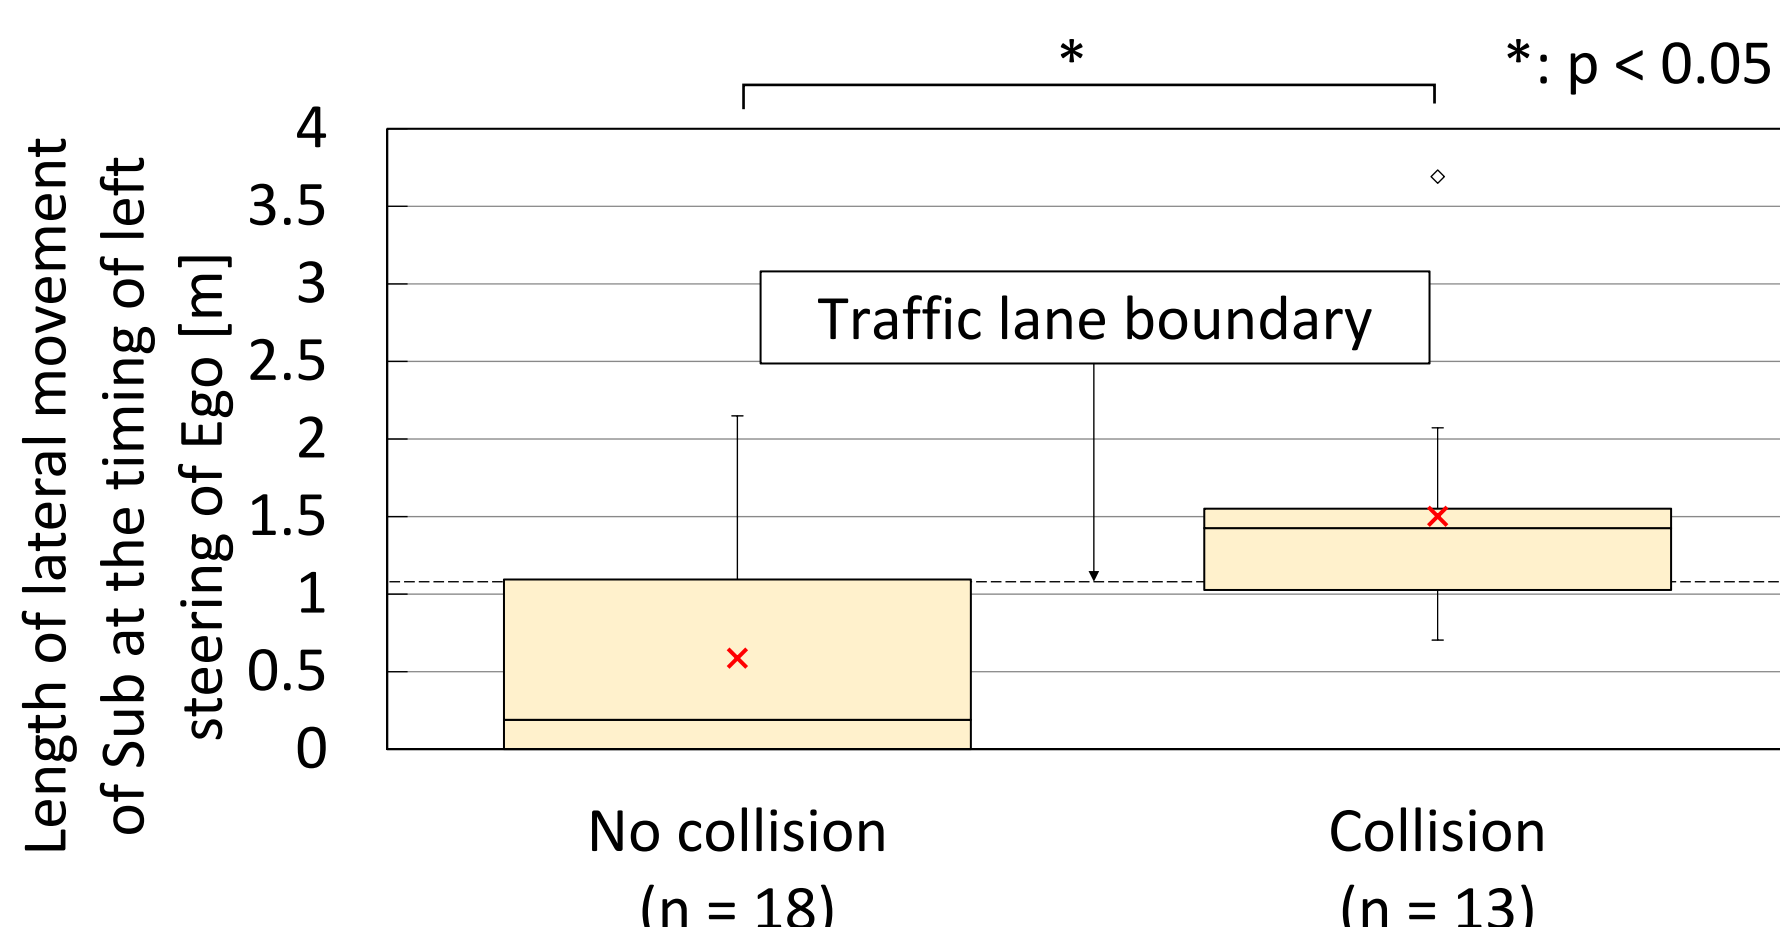 *
*: p < 0.05
Length of lateral movement
of Sub at the timing of left
steering of Ego [m]
4
3.5
3
2.5
2
1.5
1
0.5
0
Traffic lane boundary
No collision
(n = 18)
Collision
(n = 13)